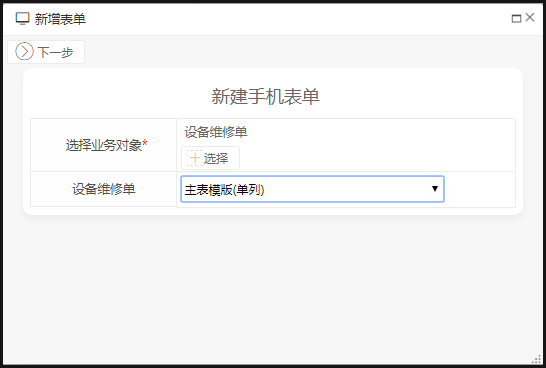 新增表单
下一步
新建手机表单
选择业务对象*
设备维修单
选择
设备维修单
主表模版(单列)